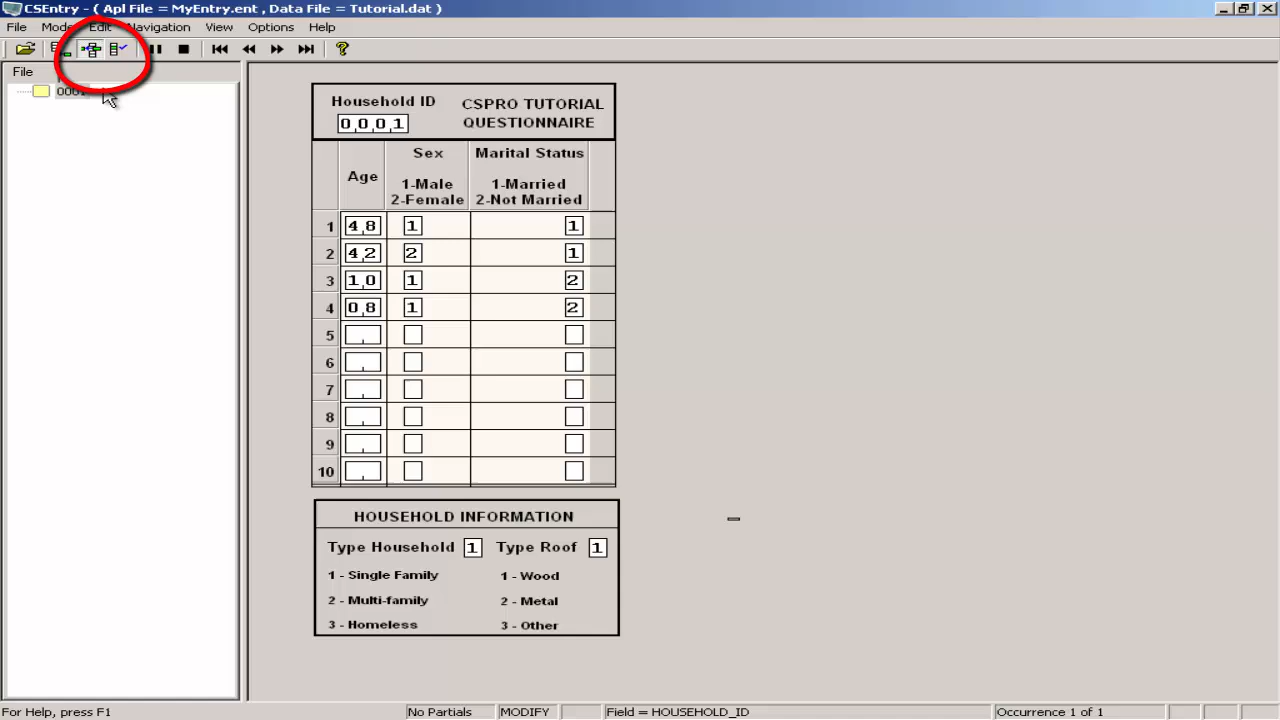 CSEntry - ( Apl File = MyEntry.ent , Data File = Tutorial.dat )
File Mode Edit Navigation View Options Help
File
0001
Household ID
0,0,0,1
CSPRO TUTORIAL
QUESTIONNAIRE
Age
Sex
1-Male
2-Female
Marital Status
1-Married
2-Not Married
1 4,8 1 1
2 4,2 2 1
3 1,0 1 2
4 0,8 1 2
5
6
7
8
9
10
HOUSEHOLD INFORMATION
Type Household 1 Type Roof 1
1 - Single Family 1 - Wood
2 - Multi-family 2 - Metal
3 - Homeless 3 - Other
For Help, press F1 No Partials MODIFY Field = HOUSEHOLD_ID Occurrence 1 of 1